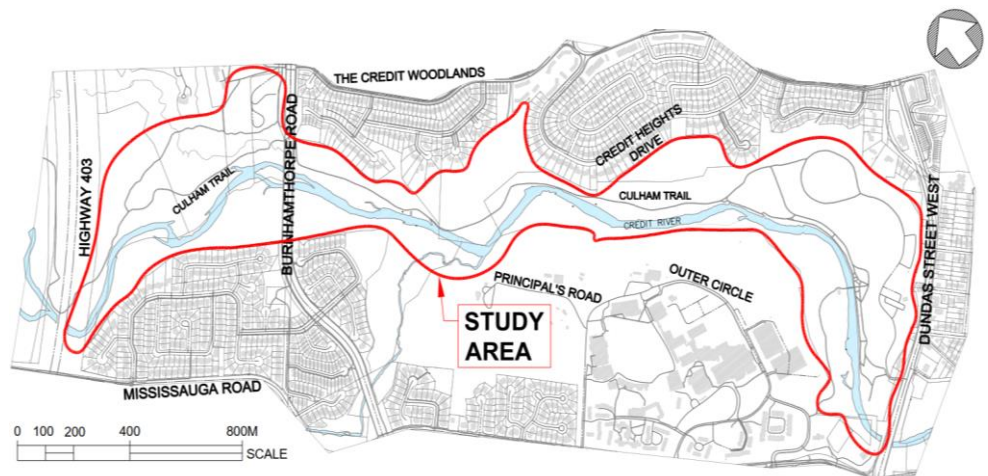 THE CREDIT WOODLANDS
HIGHWAY 403
BURNHAMTHORPE ROAD
CREDIT HEIGHTS
DRIVE
CULHAM TRAIL
CULHAM TRAIL
CREDIT RIVER
DUNDAS STREET WEST
PRINCIPAL'S ROAD
OUTER CIRCLE
STUDY
AREA
MISSISSAUGA ROAD
0 100 200 400 800M
SCALE